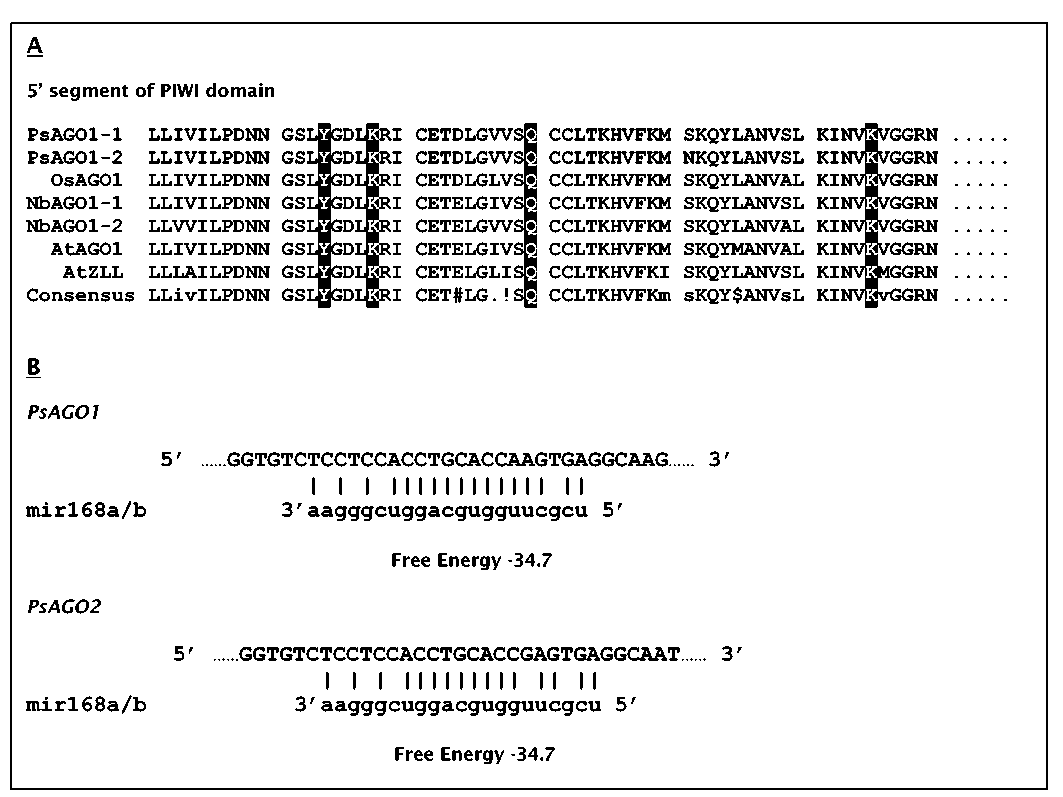 A
5' segment of PIWI domain
PsAGO1-1 LLIVILPDNN GSLYGDLKRI CETDLGVVSQ CCLTKHVFKM SKQYLANVSL KINVKVGGRN .....
PsAGO1-2 LLIVILPDNN GSLYGDLKRI CETDLGVVSQ CCLTKHVFKM NKQYLANVSL KINVKVGGRN .....
OsAGO1 LLIVILPDNN GSLYGDLKRI CETDLGLVSQ CCLTKHVFKM SKQYLANVAL KINVKVGGRN .....
NbAGO1-1 LLIVILPDNN GSLYGDLKRI CETELGIVSQ CCLTKHVFKM SKQYLANVSL KINVKVGGRN .....
NbAGO1-2 LLVVILPDNN GSLYGDLKRI CETELGVVSQ CCLTKHVFKM SKQYLANVAL KINVKVGGRN .....
AtAGO1 LLIVILPDNN GSLYGDLKRI CETELGIVSQ CCLTKHVFKM SKQYMANVAL KINVKVGGRN .....
AtZLL LLLAILPDNN GSLYGDLKRI CETELGLISQ CCLTKHVFKI SKQYLANVSL KINVKMGGRN .....
Consensus LLivILPDNN GSLYGDLKRI CET#LG.!SQ CCLTKHVFKm sKQY$ANVsL KINVKvGGRN .....
B
PsAGO1
5' ......GGTGTCTCCTCCACCTGCACCAAGTGAGGCAAG...... 3'
mir168a/b 3'aagggcuggacgugguucgcu 5'
Free Energy -34.7
PsAGO2
5' ......GGTGTCTCCTCCACCTGCACCGAGTGAGGCAAT...... 3'
mir168a/b 3'aagggcuggacgugguucgcu 5'
Free Energy -34.7